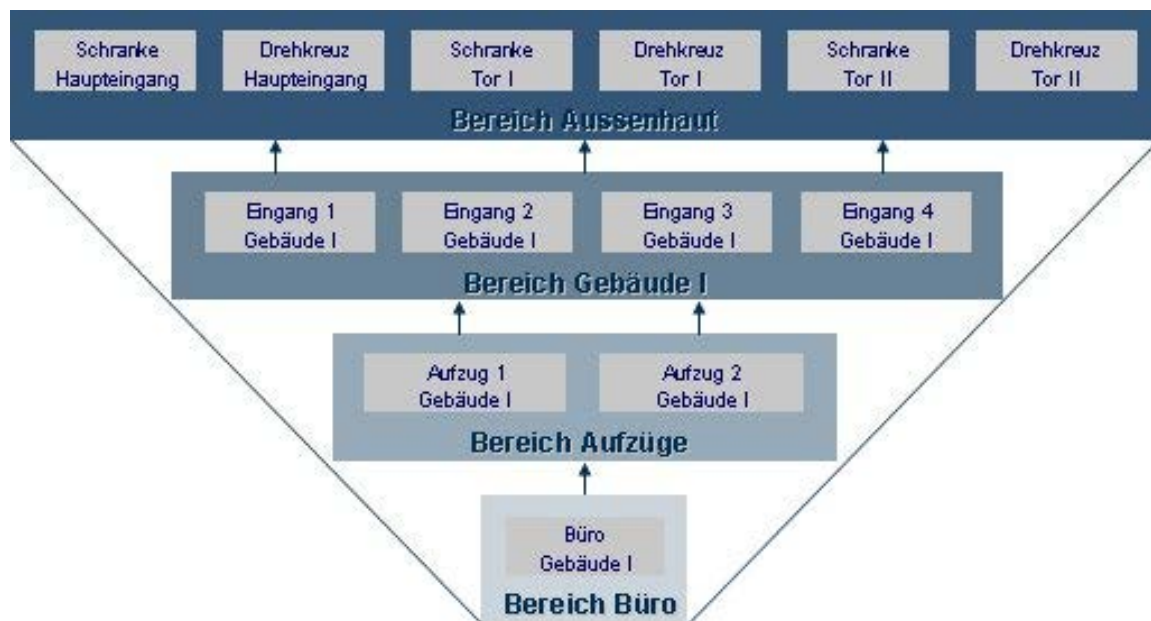 Schranke
Haupteingang
Drehkreuz
Haupteingang
Schranke
Tor I
Drehkreuz
Tor I
Schranke
Tor II
Drehkreuz
Tor II
Bereich Aussenhaut
Eingang 1
Gebäude I
Eingang 2
Gebäude I
Eingang 3
Gebäude I
Eingang 4
Gebäude I
Bereich Gebäude I
Aufzug 1
Gebäude I
Aufzug 2
Gebäude I
Bereich Aufzüge
Büro
Gebäude I
Bereich Büro